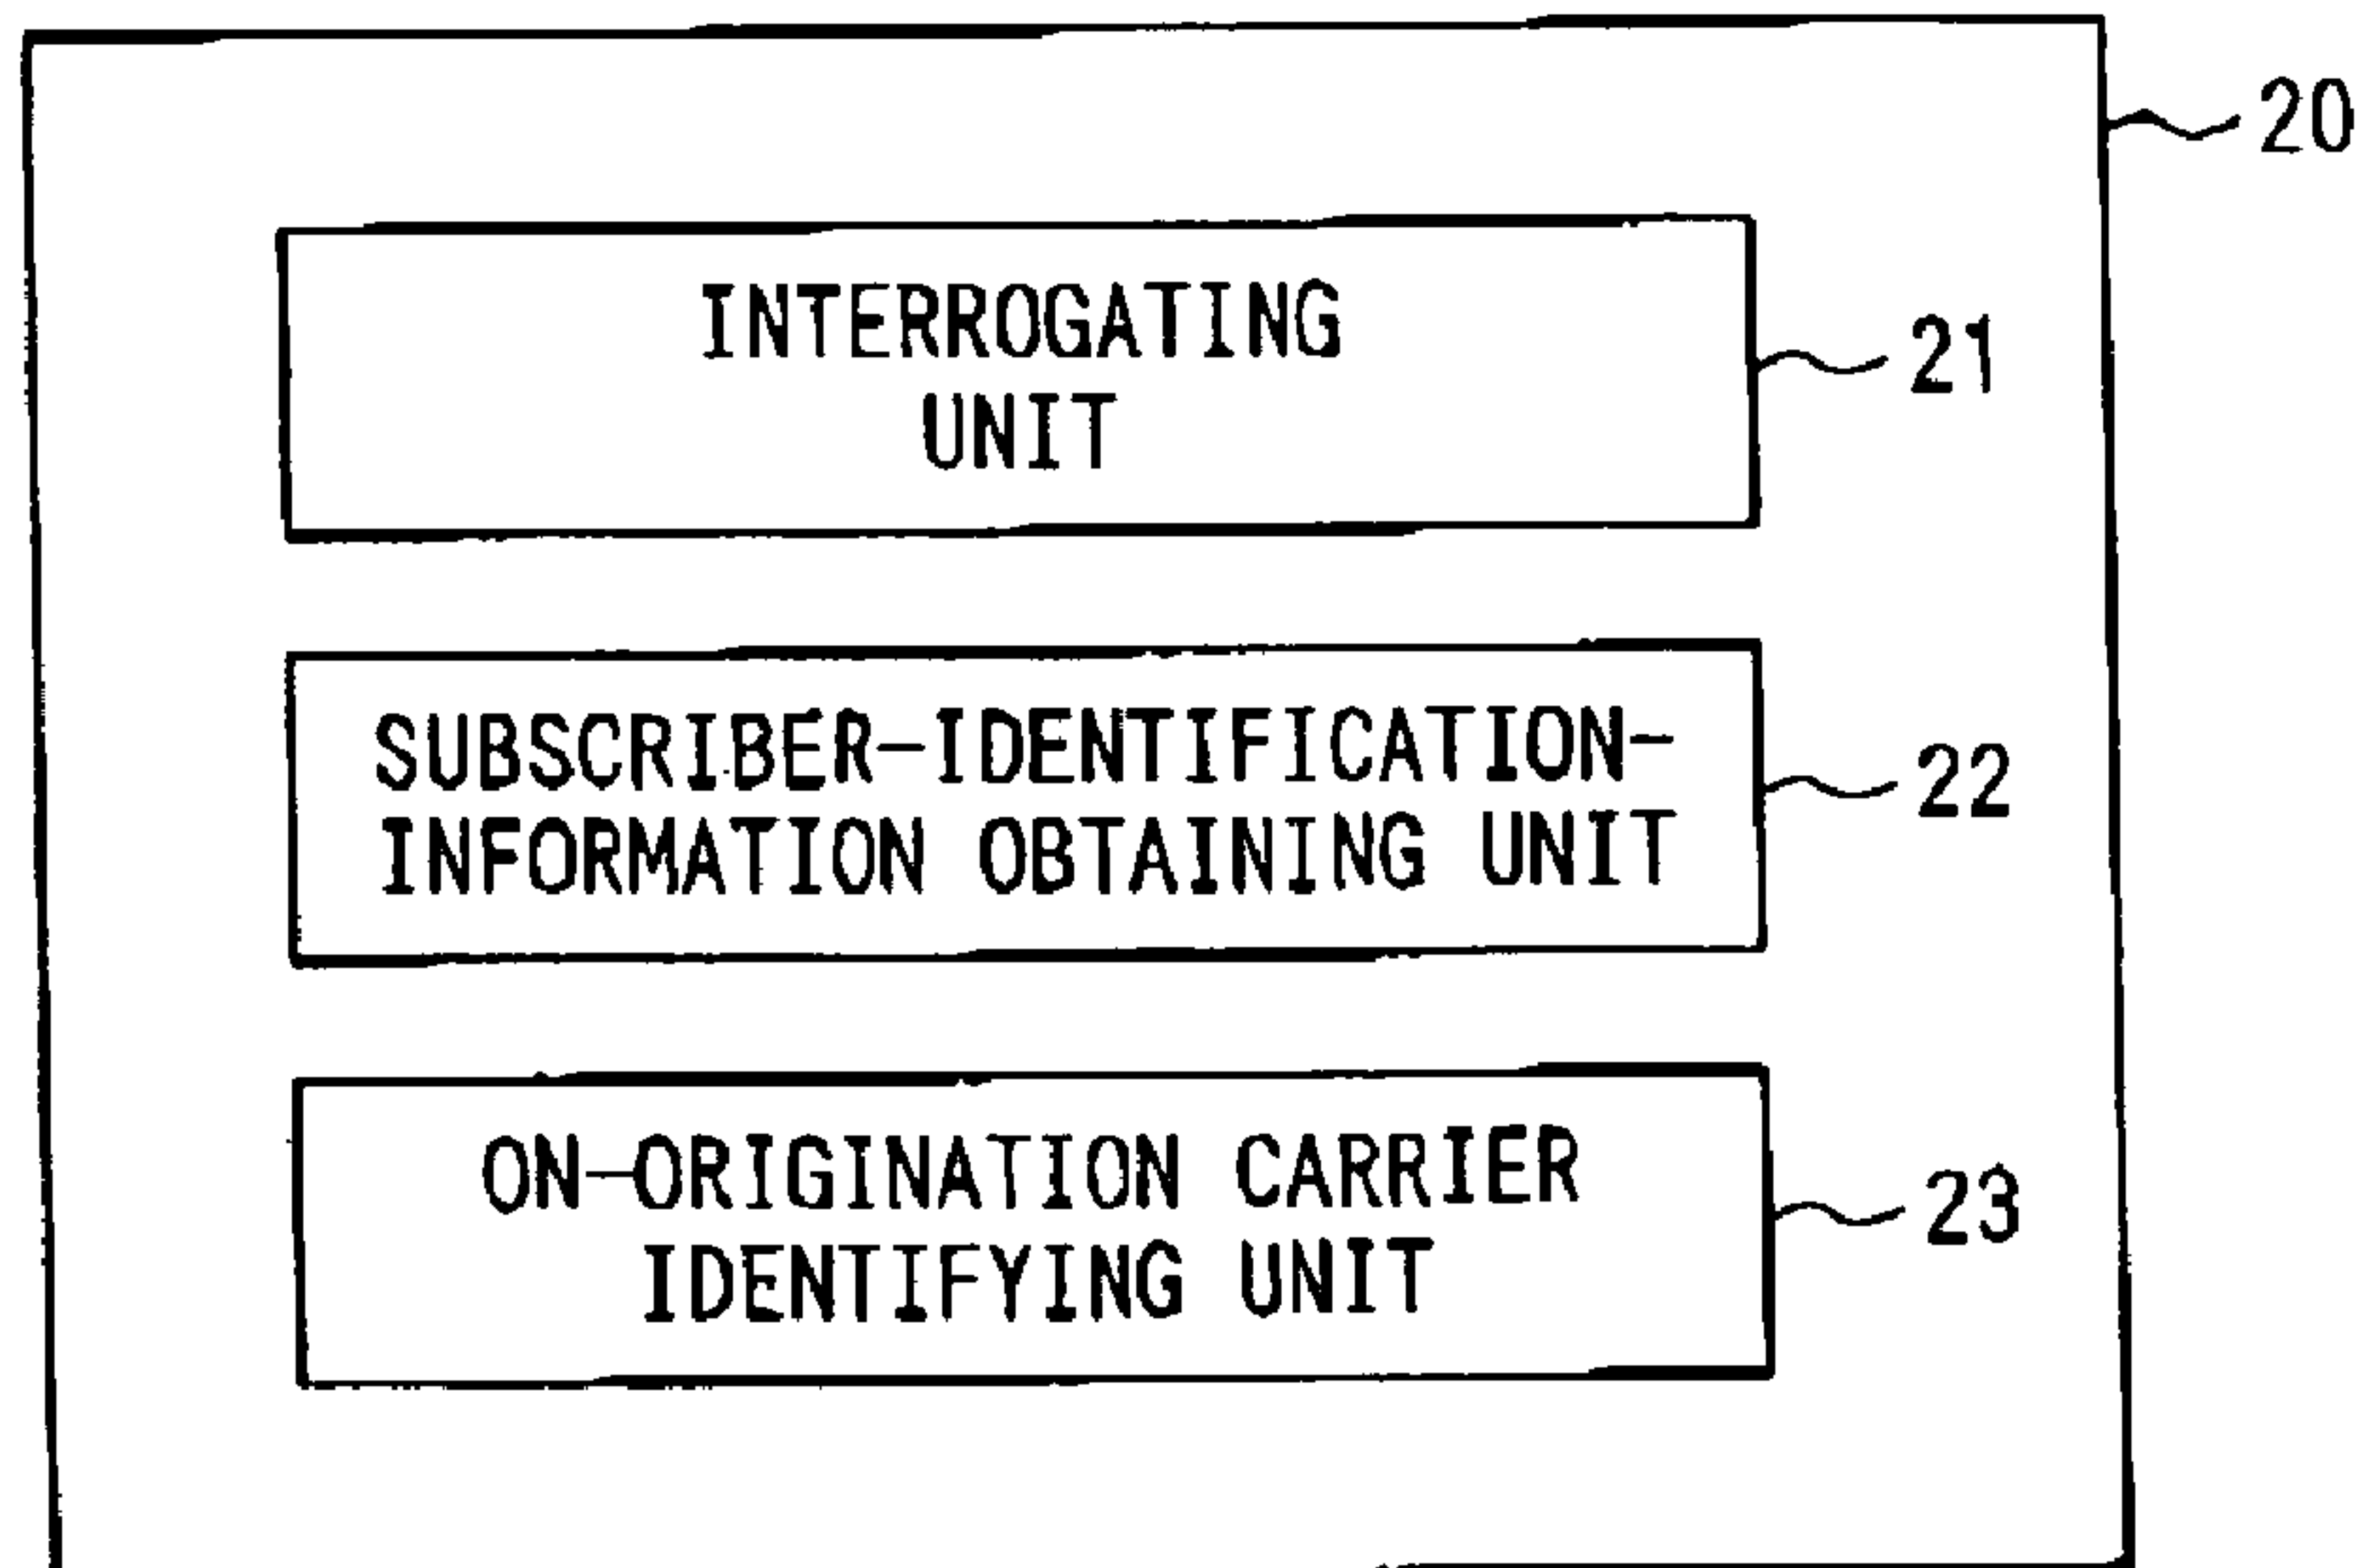 20
INTERROGATING
UNIT
21
SUBSCRIBER-IDENTIFICATION-
INFORMATION OBTAINING UNIT
22
ON-ORIGINATION CARRIER
IDENTIFYING UNIT
23